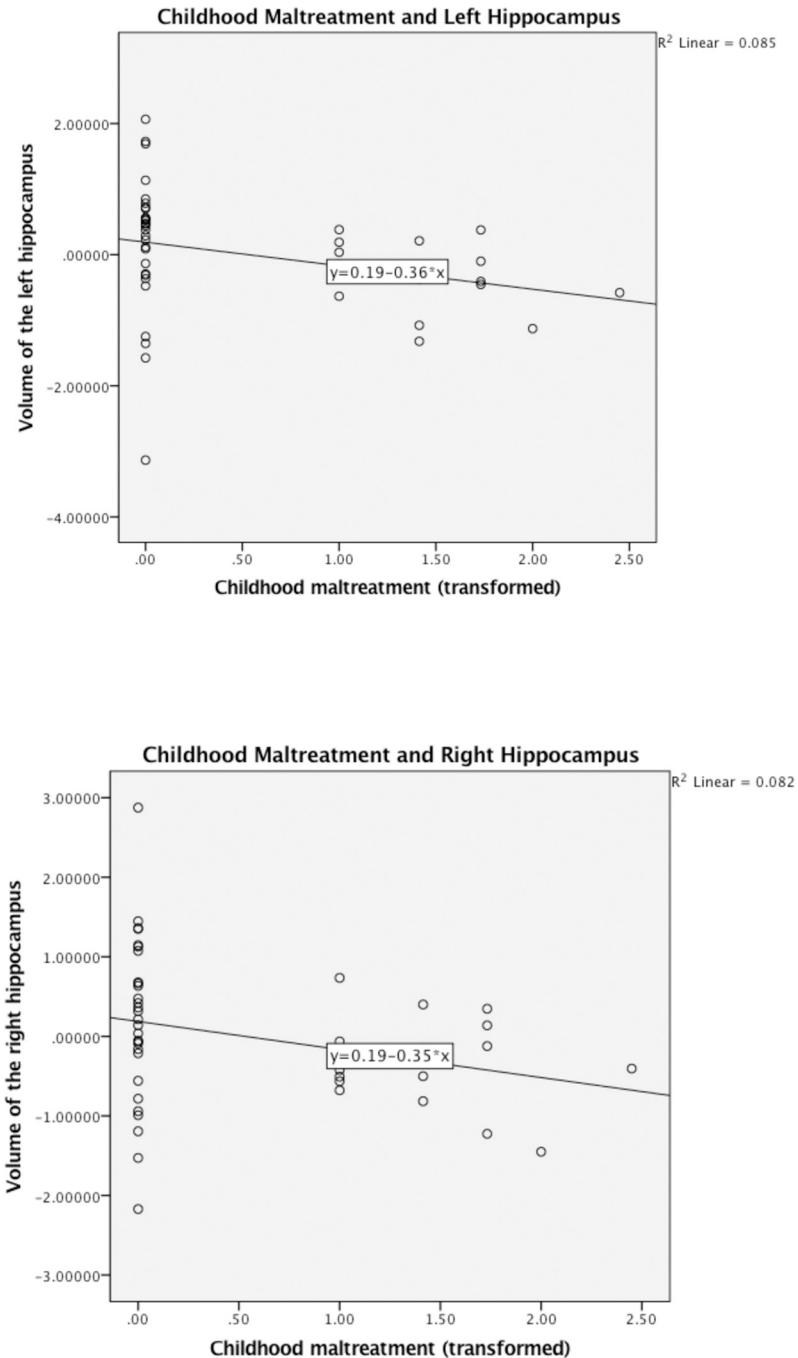 Childhood Maltreatment and Left Hippocampus
R² Linear = 0.085
Volume of the left hippocampus
2.00000
.00000
-2.00000
-4.00000
y=0.19-0.36*x
.00 .50 1.00 1.50 2.00 2.50
Childhood maltreatment (transformed)
Childhood Maltreatment and Right Hippocampus
R² Linear = 0.082
Volume of the right hippocampus
3.00000
2.00000
1.00000
.00000
-1.00000
-2.00000
-3.00000
y=0.19-0.35*x
.00 .50 1.00 1.50 2.00 2.50
Childhood maltreatment (transformed)